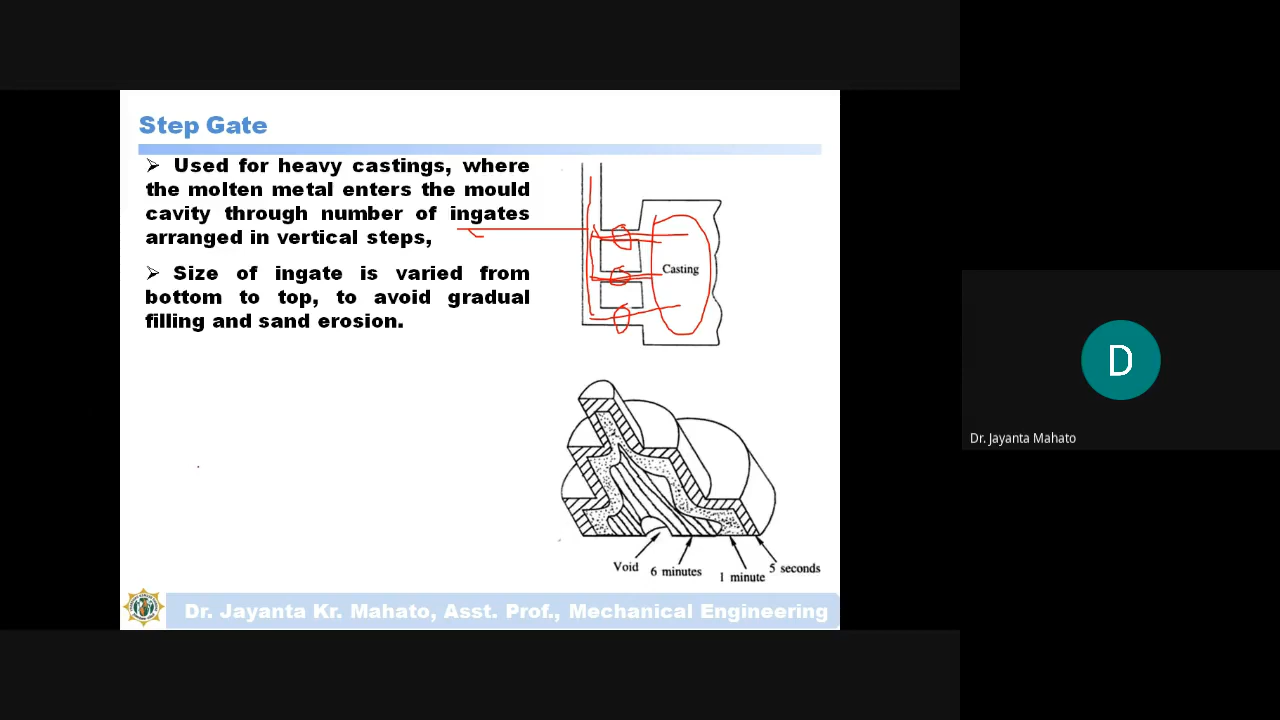 Step Gate
➢ Used for heavy castings, where
the molten metal enters the mould
cavity through number of ingates
arranged in vertical steps,
➢ Size of ingate is varied from
bottom to top, to avoid gradual
filling and sand erosion.
Casting
Void
6 minutes
1 minute
5 seconds
Dr. Jayanta Kr. Mahato, Asst. Prof., Mechanical Engineering
D
Dr. Jayanta Mahato